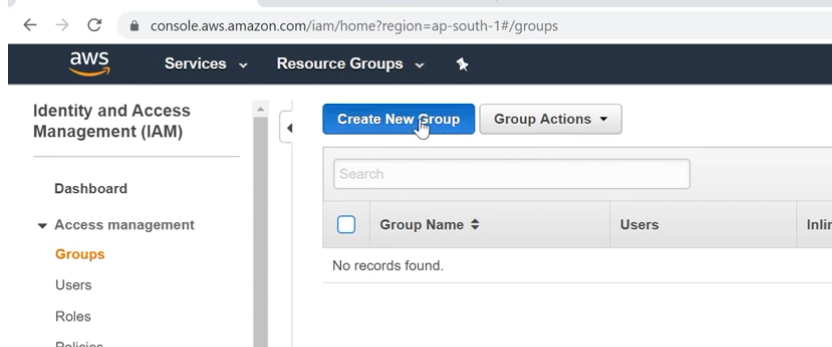 console.aws.amazon.com/iam/home?region=ap-south-1#/groups
aws Services Resource Groups
Identity and Access
Management (IAM)
Dashboard
Access management
Groups
Users
Roles
Policies
Create New Group Group Actions
Search
Group Name Users
No records found.